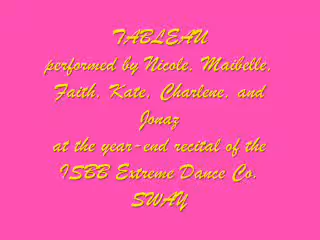 TABLEAU
performed by Nicole, Maibelle,
Faith, Kate, Charlene, and
Jonaz
at the year-end recital of the
ISBB Extreme Dance Co.
SWAY